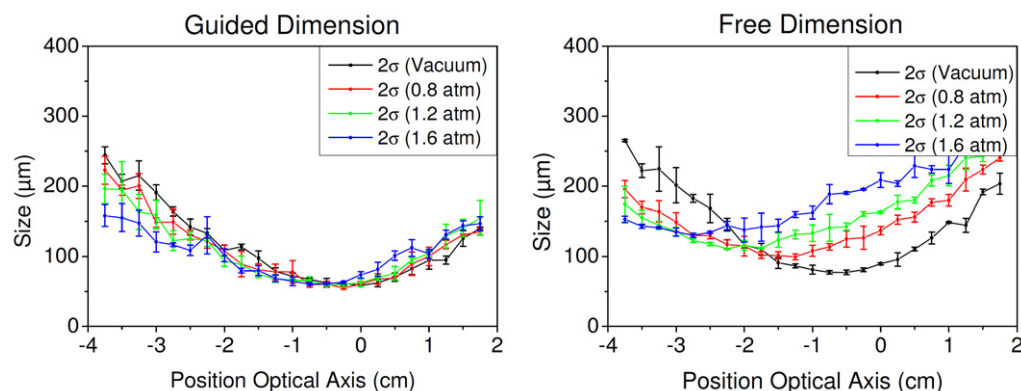 Guided Dimension
400
300
200
100
0
Size (µm)
-4
-3
-2
-1
0
1
2
Position Optical Axis (cm)
2σ (Vacuum)
2σ (0.8 atm)
2σ (1.2 atm)
2σ (1.6 atm)
Free Dimension
400
300
200
100
0
Size (µm)
-4
-3
-2
-1
0
1
2
Position Optical Axis (cm)
2σ (Vacuum)
2σ (0.8 atm)
2σ (1.2 atm)
2σ (1.6 atm)